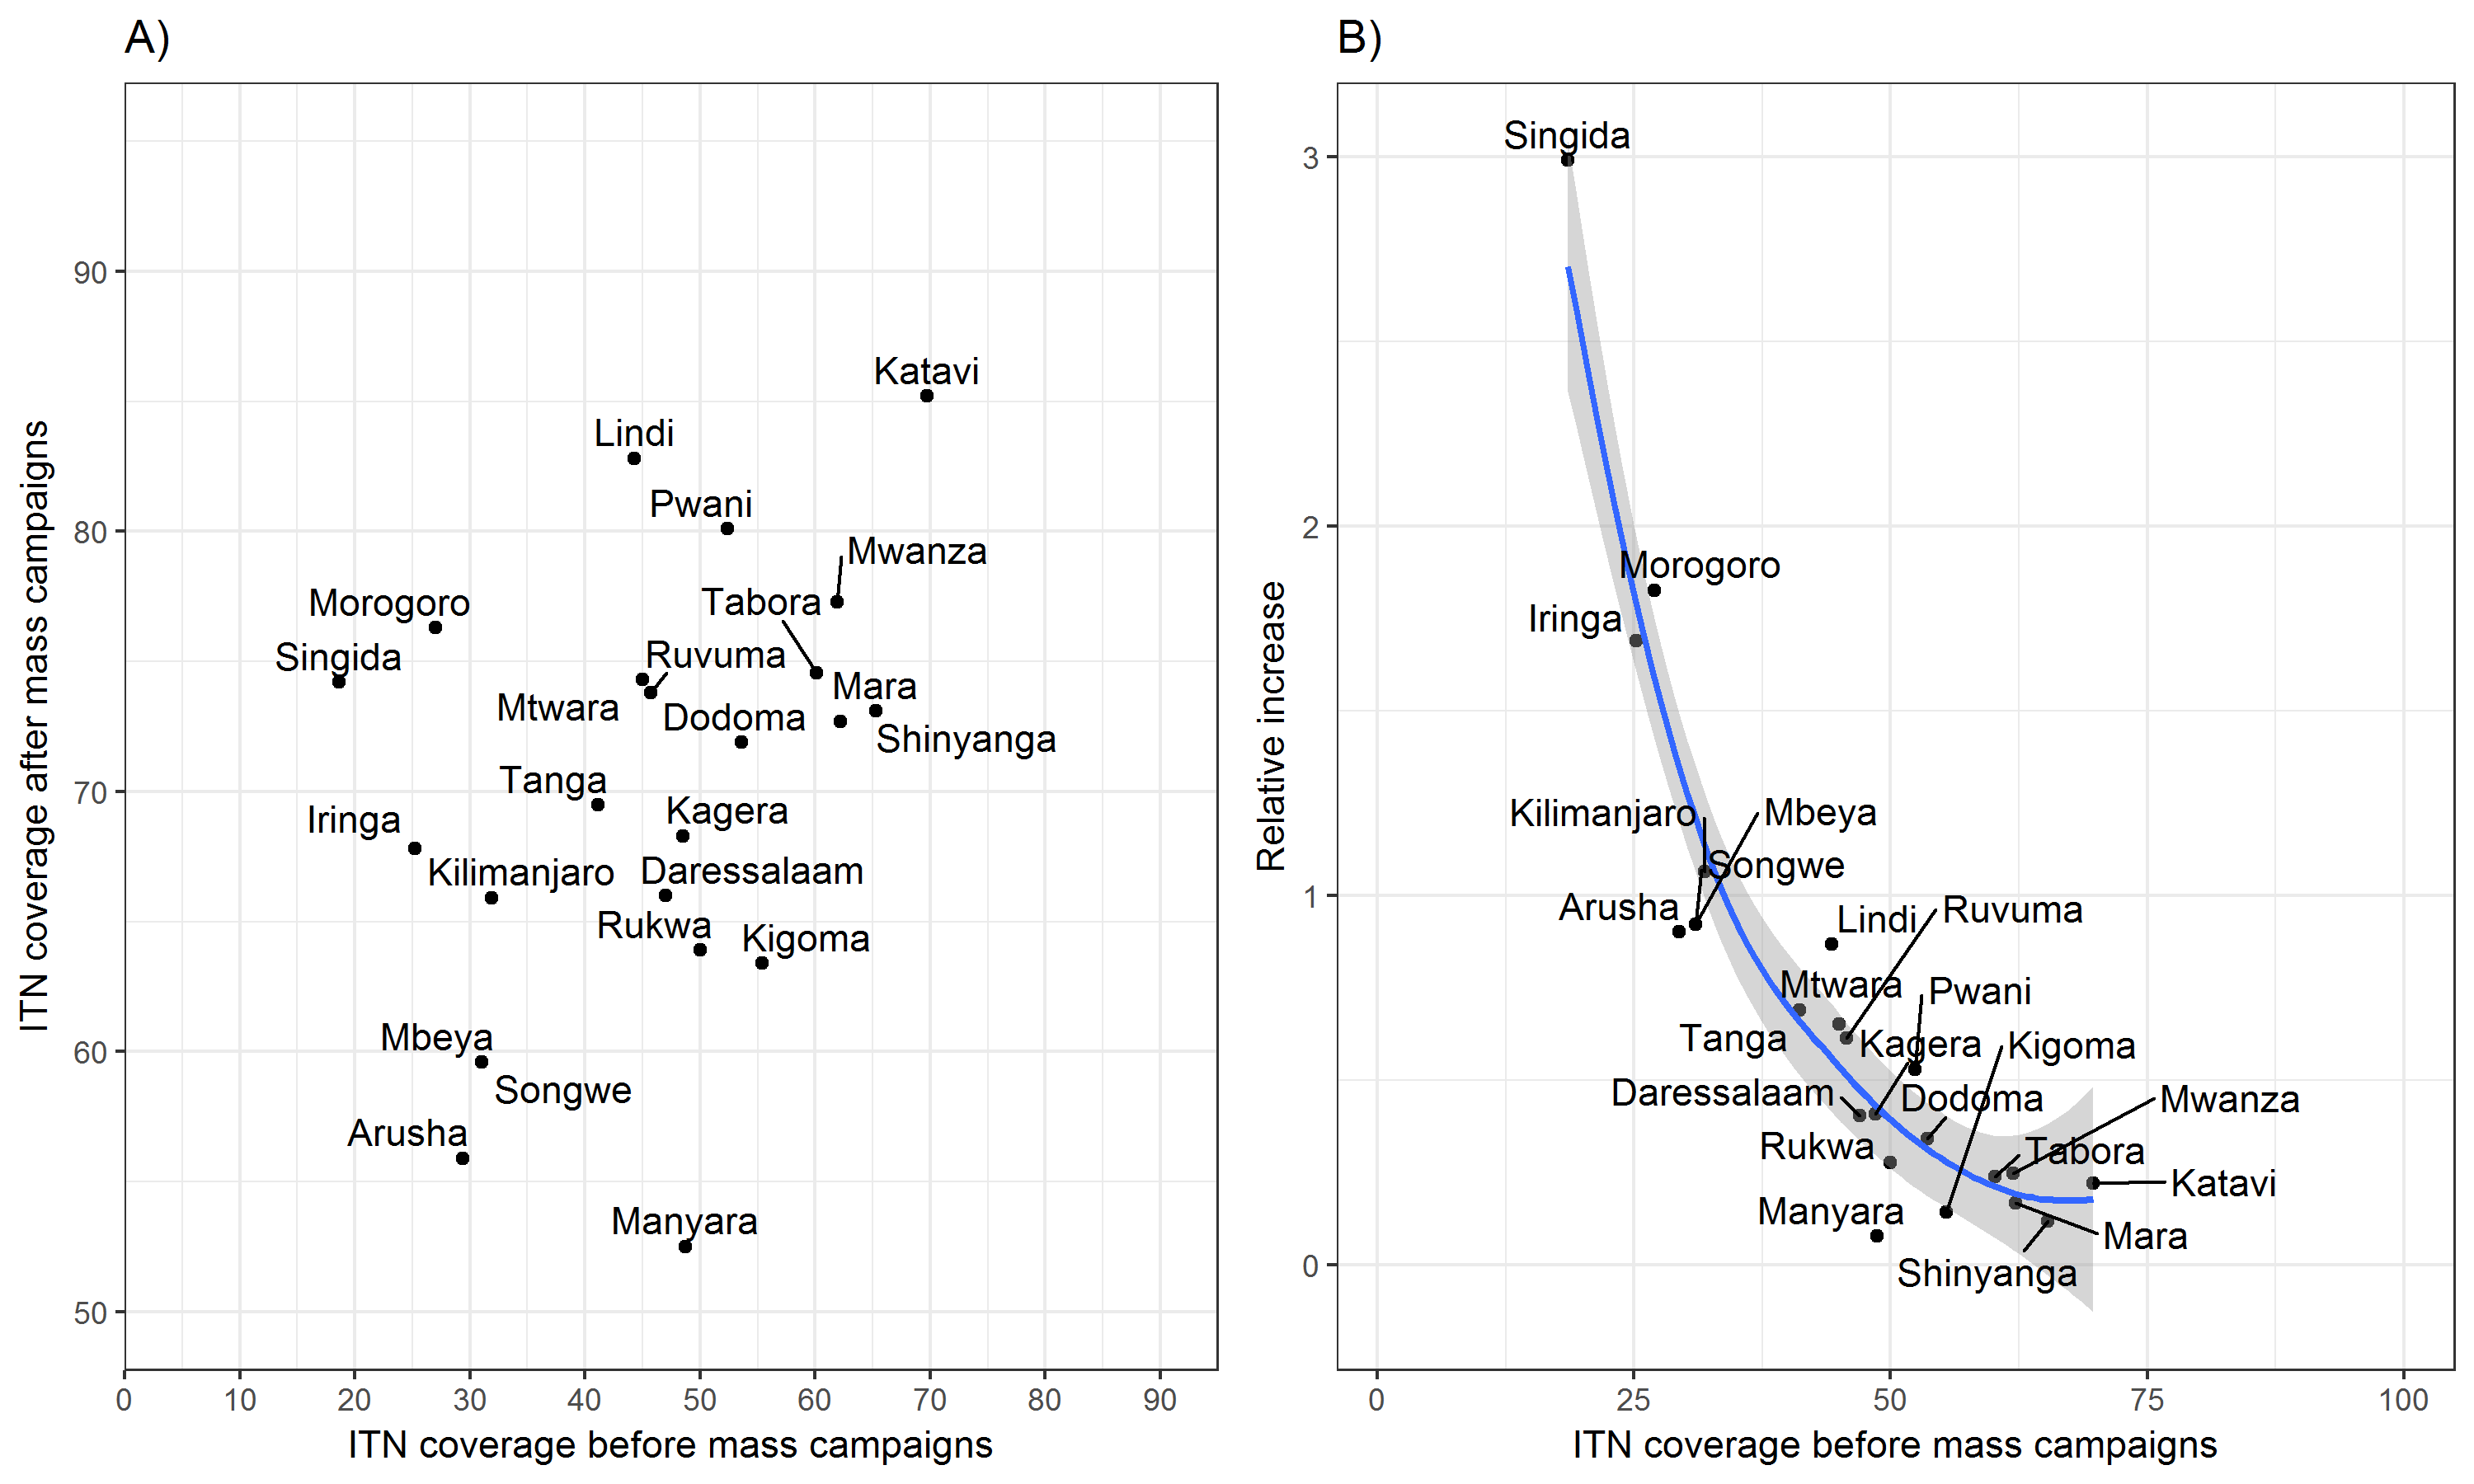 A)
ITN coverage after mass campaigns
90
80
70
60
50
Katavi
Lindi
Pwani
Mwanza
Tabora
Morogoro
Singida
Ruvuma
Mara
Mtwara
Dodoma
Shinyanga
Tanga
Kagera
Iringa
Kilimanjaro
Daressalaam
Rukwa
Kigoma
Mbeya
Songwe
Arusha
Manyara
0 10 20 30 40 50 60 70 80 90
ITN coverage before mass campaigns
B)
Relative increase
3
2
1
0
Singida
Morogoro
Iringa
Kilimanjaro
Mbeya
Songwe
Arusha
Lindi
Ruvuma
Mtwara
Pwani
Tanga
Kagera
Kigoma
Daressalaam
Dodoma
Mwanza
Rukwa
Tabora
Katavi
Manyara
Mara
Shinyanga
0 25 50 75 100
ITN coverage before mass campaigns